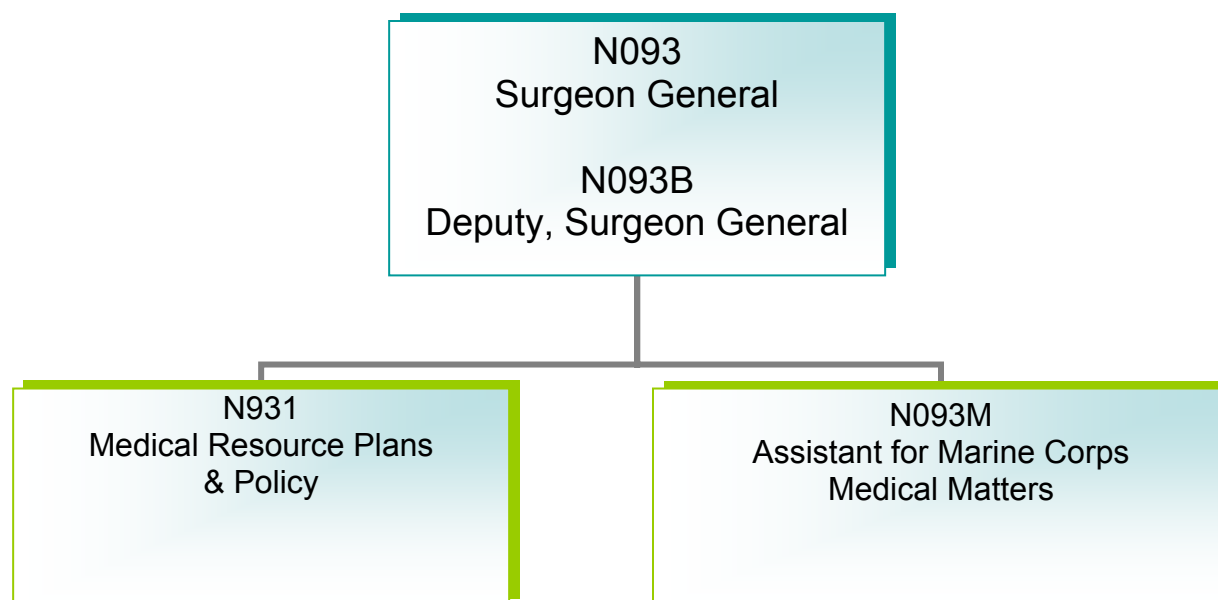 N093
Surgeon General
N093B
Deputy, Surgeon General
N931
Medical Resource Plans
& Policy
N093M
Assistant for Marine Corps
Medical Matters